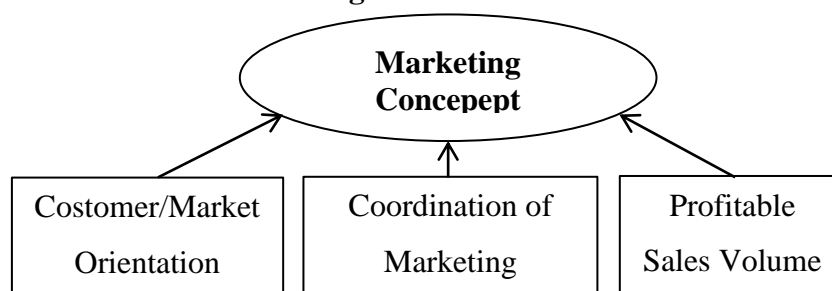 Marketing
Concepept
Costomer/Market
Orientation
Coordination of
Marketing
Profitable
Sales Volume